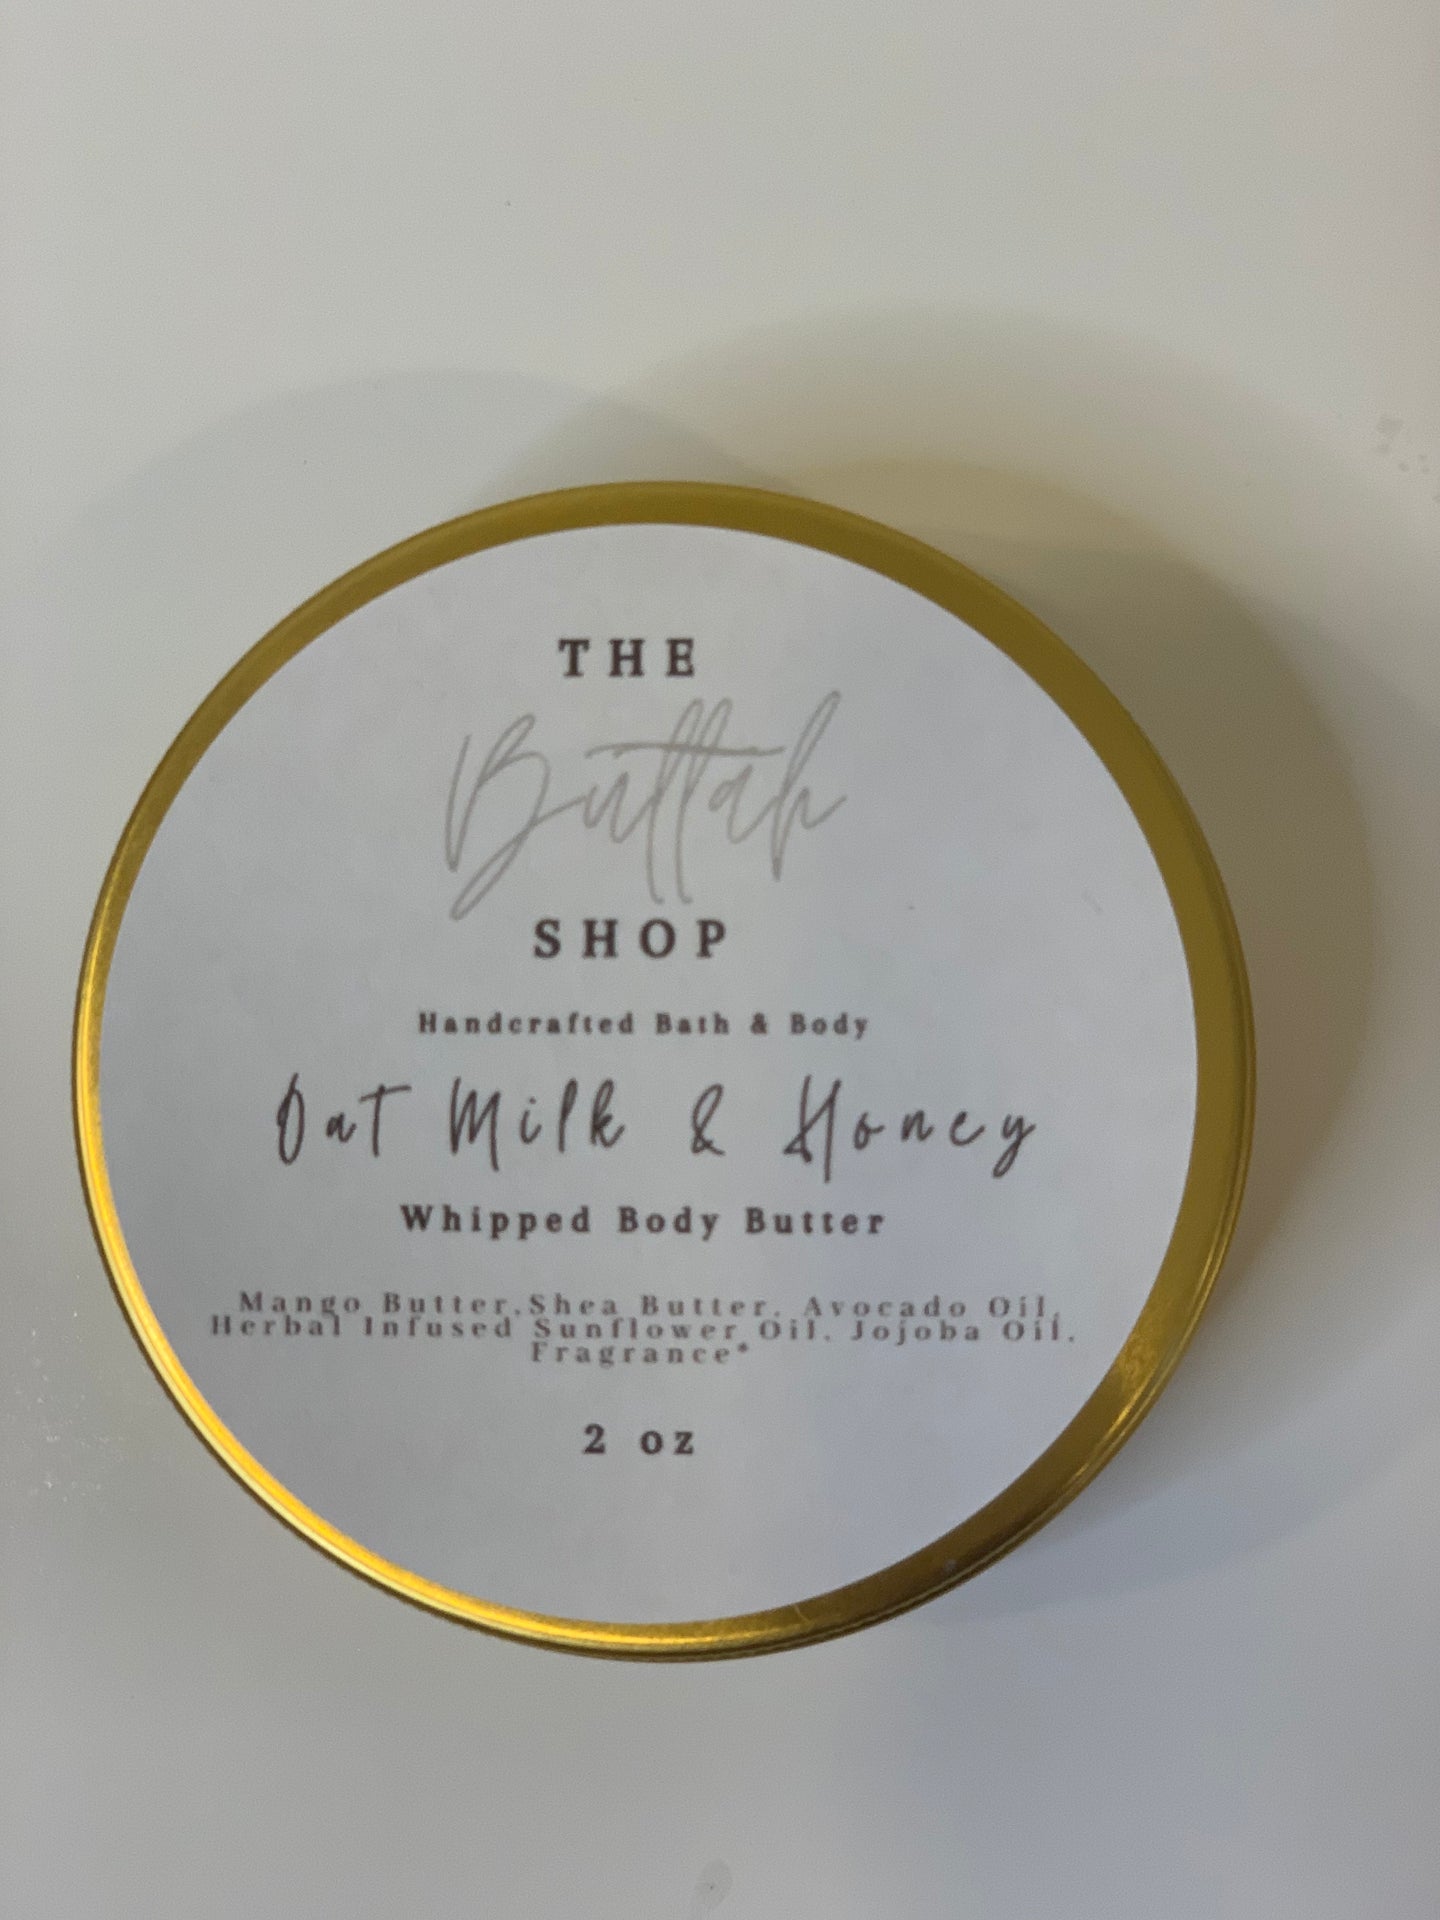 THE
Buttah
SHOP
Handcrafted Bath & Body
Oat Milk & Honey
Whipped Body Butter
Mango Butter,Shea Butter, Avocado Oil,
Herbal Infused Sunflower Oil, Jojoba Oil,
Fragrance*
2 oz